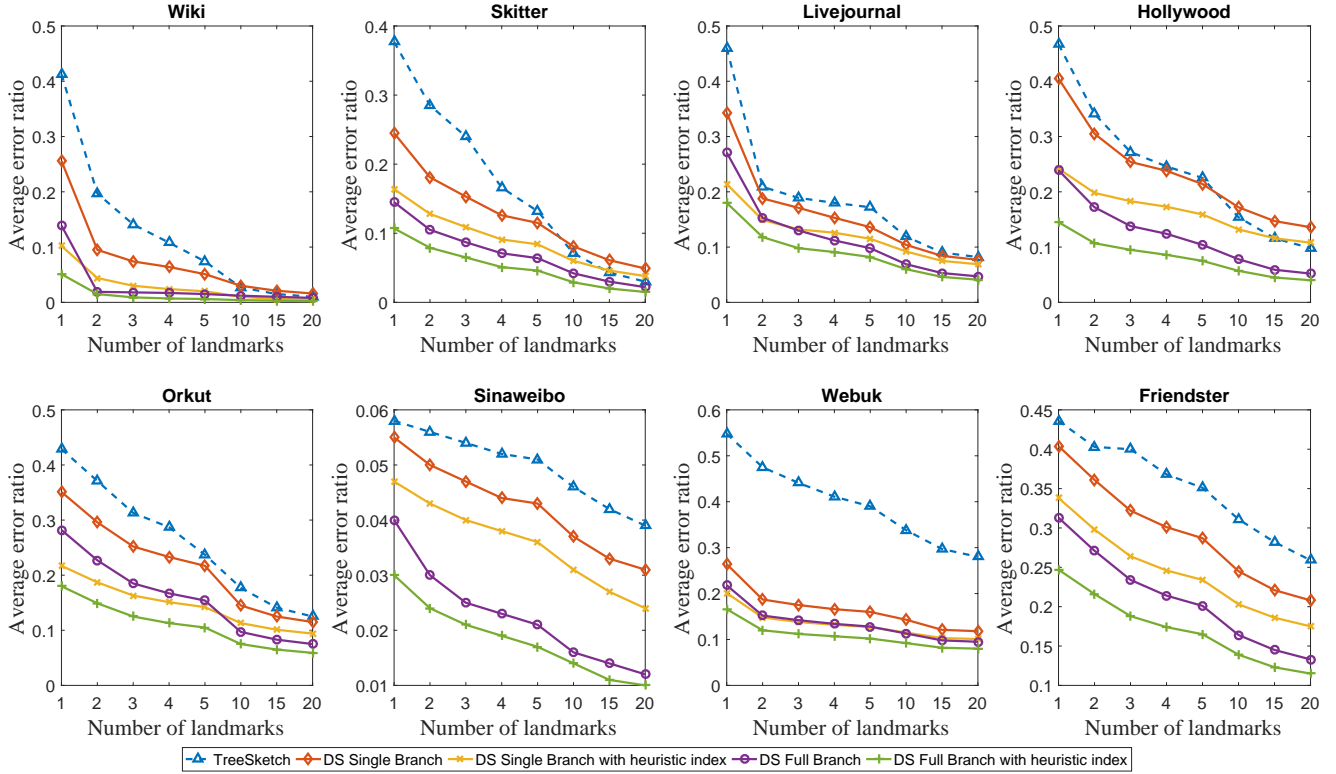 Wiki
Average error ratio
0.5
0.4
0.3
0.2
0.1
0
1 2 3 4 5 10 15 20
Number of landmarks
Skitter
Average error ratio
0.4
0.3
0.2
0.1
0
1 2 3 4 5 10 15 20
Number of landmarks
Livejournal
Average error ratio
0.5
0.4
0.3
0.2
0.1
0
1 2 3 4 5 10 15 20
Number of landmarks
Hollywood
Average error ratio
0.5
0.4
0.3
0.2
0.1
0
1 2 3 4 5 10 15 20
Number of landmarks
Orkut
Average error ratio
0.5
0.4
0.3
0.2
0.1
0
1 2 3 4 5 10 15 20
Number of landmarks
Sinaweibo
Average error ratio
0.06
0.05
0.04
0.03
0.02
0.01
1 2 3 4 5 10 15 20
Number of landmarks
Webuk
Average error ratio
0.6
0.5
0.4
0.3
0.2
0.1
0
1 2 3 4 5 10 15 20
Number of landmarks
Friendster
Average error ratio
0.45
0.4
0.35
0.3
0.25
0.2
0.15
0.1
1 2 3 4 5 10 15 20
Number of landmarks
TreeSketch DS Single Branch DS Single Branch with heuristic index DS Full Branch DS Full Branch with heuristic index